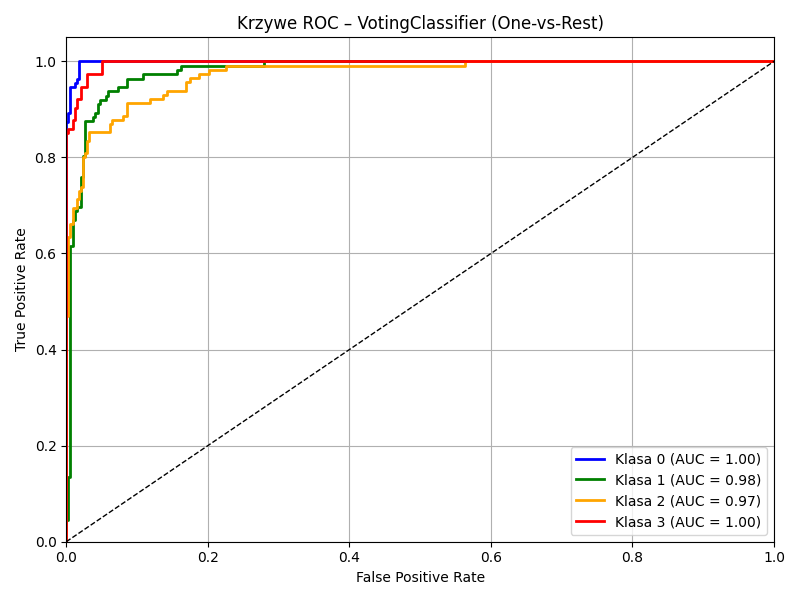 Krzywe ROC – VotingClassifier (One-vs-Rest)
True Positive Rate
1.0
0.8
0.6
0.4
0.2
0.0
0.0 0.2 0.4 0.6 0.8 1.0
False Positive Rate
Klasa 0 (AUC = 1.00)
Klasa 1 (AUC = 0.98)
Klasa 2 (AUC = 0.97)
Klasa 3 (AUC = 1.00)